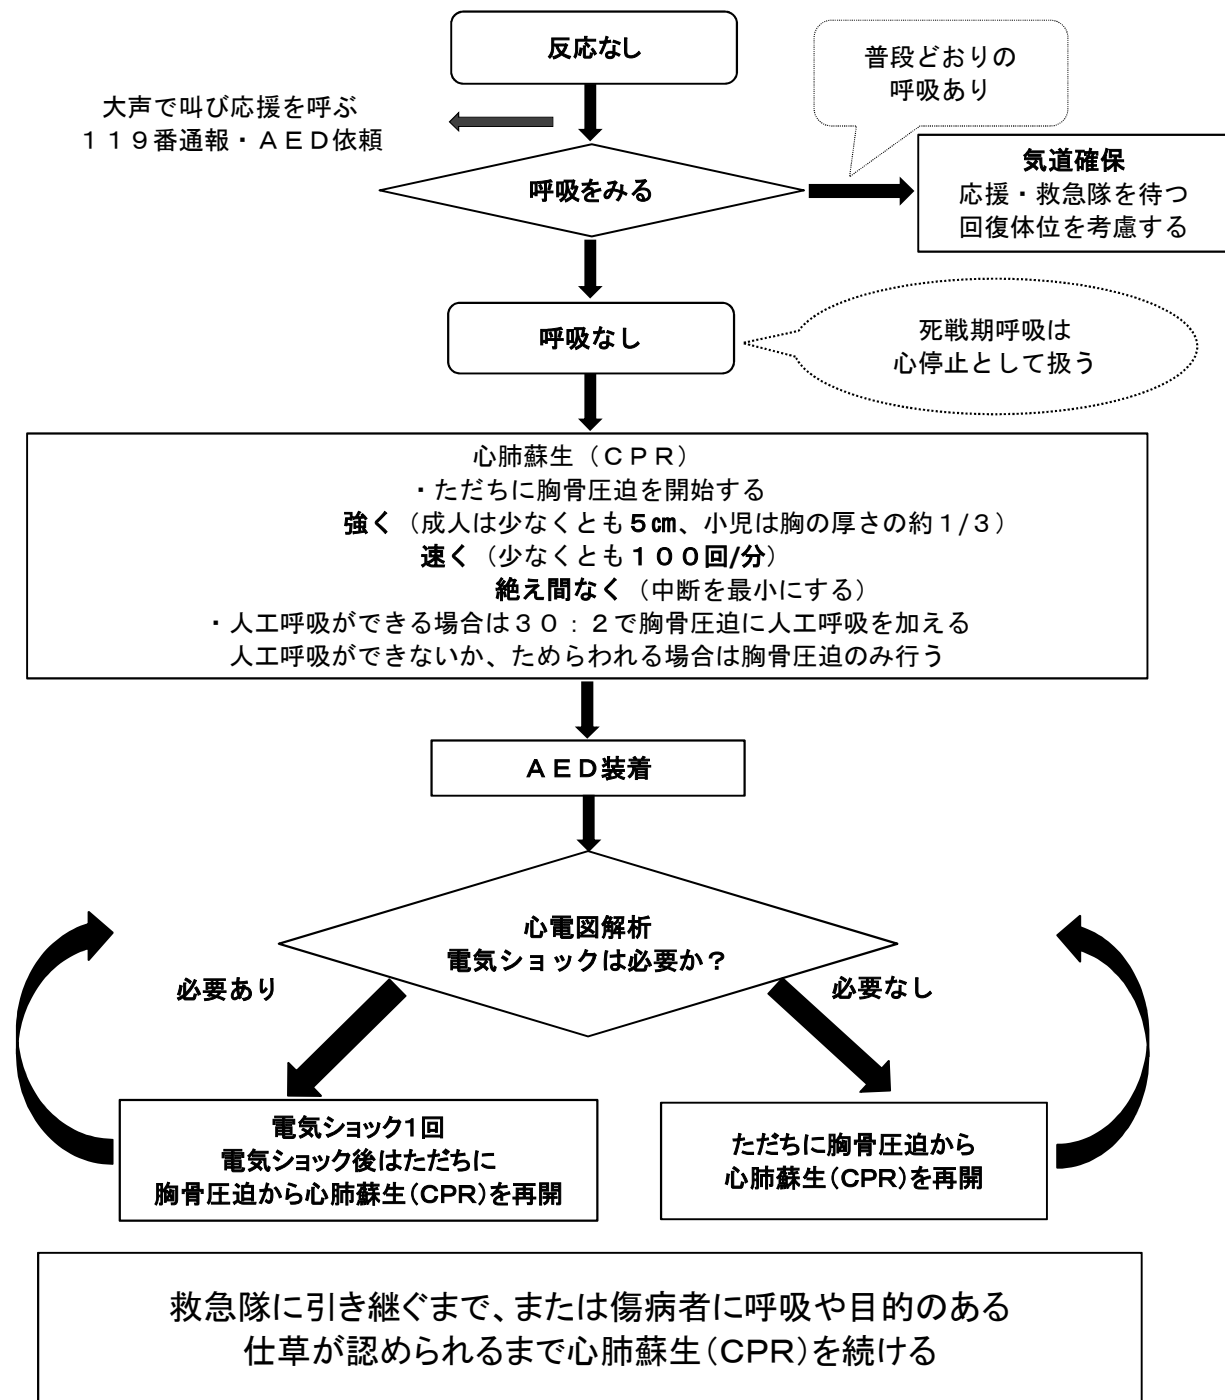 反応なし
普段どおりの
呼吸あり
大声で叫び応援を呼ぶ
１１９番通報・ＡＥＤ依頼
呼吸をみる
気道確保
応援・救急隊を待つ
回復体位を考慮する
呼吸なし
死戦期呼吸は
心停止として扱う
心肺蘇生（ＣＰＲ）
・ただちに胸骨圧迫を開始する
強く（成人は少なくとも５㎝、小児は胸の厚さの約１/３）
速く（少なくとも１００回/分）
絶え間なく（中断を最小にする）
・人工呼吸ができる場合は３０：２で胸骨圧迫に人工呼吸を加える
人工呼吸ができないか、ためらわれる場合は胸骨圧迫のみ行う
ＡＥＤ装着
心電図解析
電気ショックは必要か？
必要あり
必要なし
電気ショック１回
電気ショック後はただちに
胸骨圧迫から心肺蘇生（CPR）を再開
ただちに胸骨圧迫から
心肺蘇生（CPR）を再開
救急隊に引き継ぐまで、または傷病者に呼吸や目的のある
仕草が認められるまで心肺蘇生（CPR）を続ける